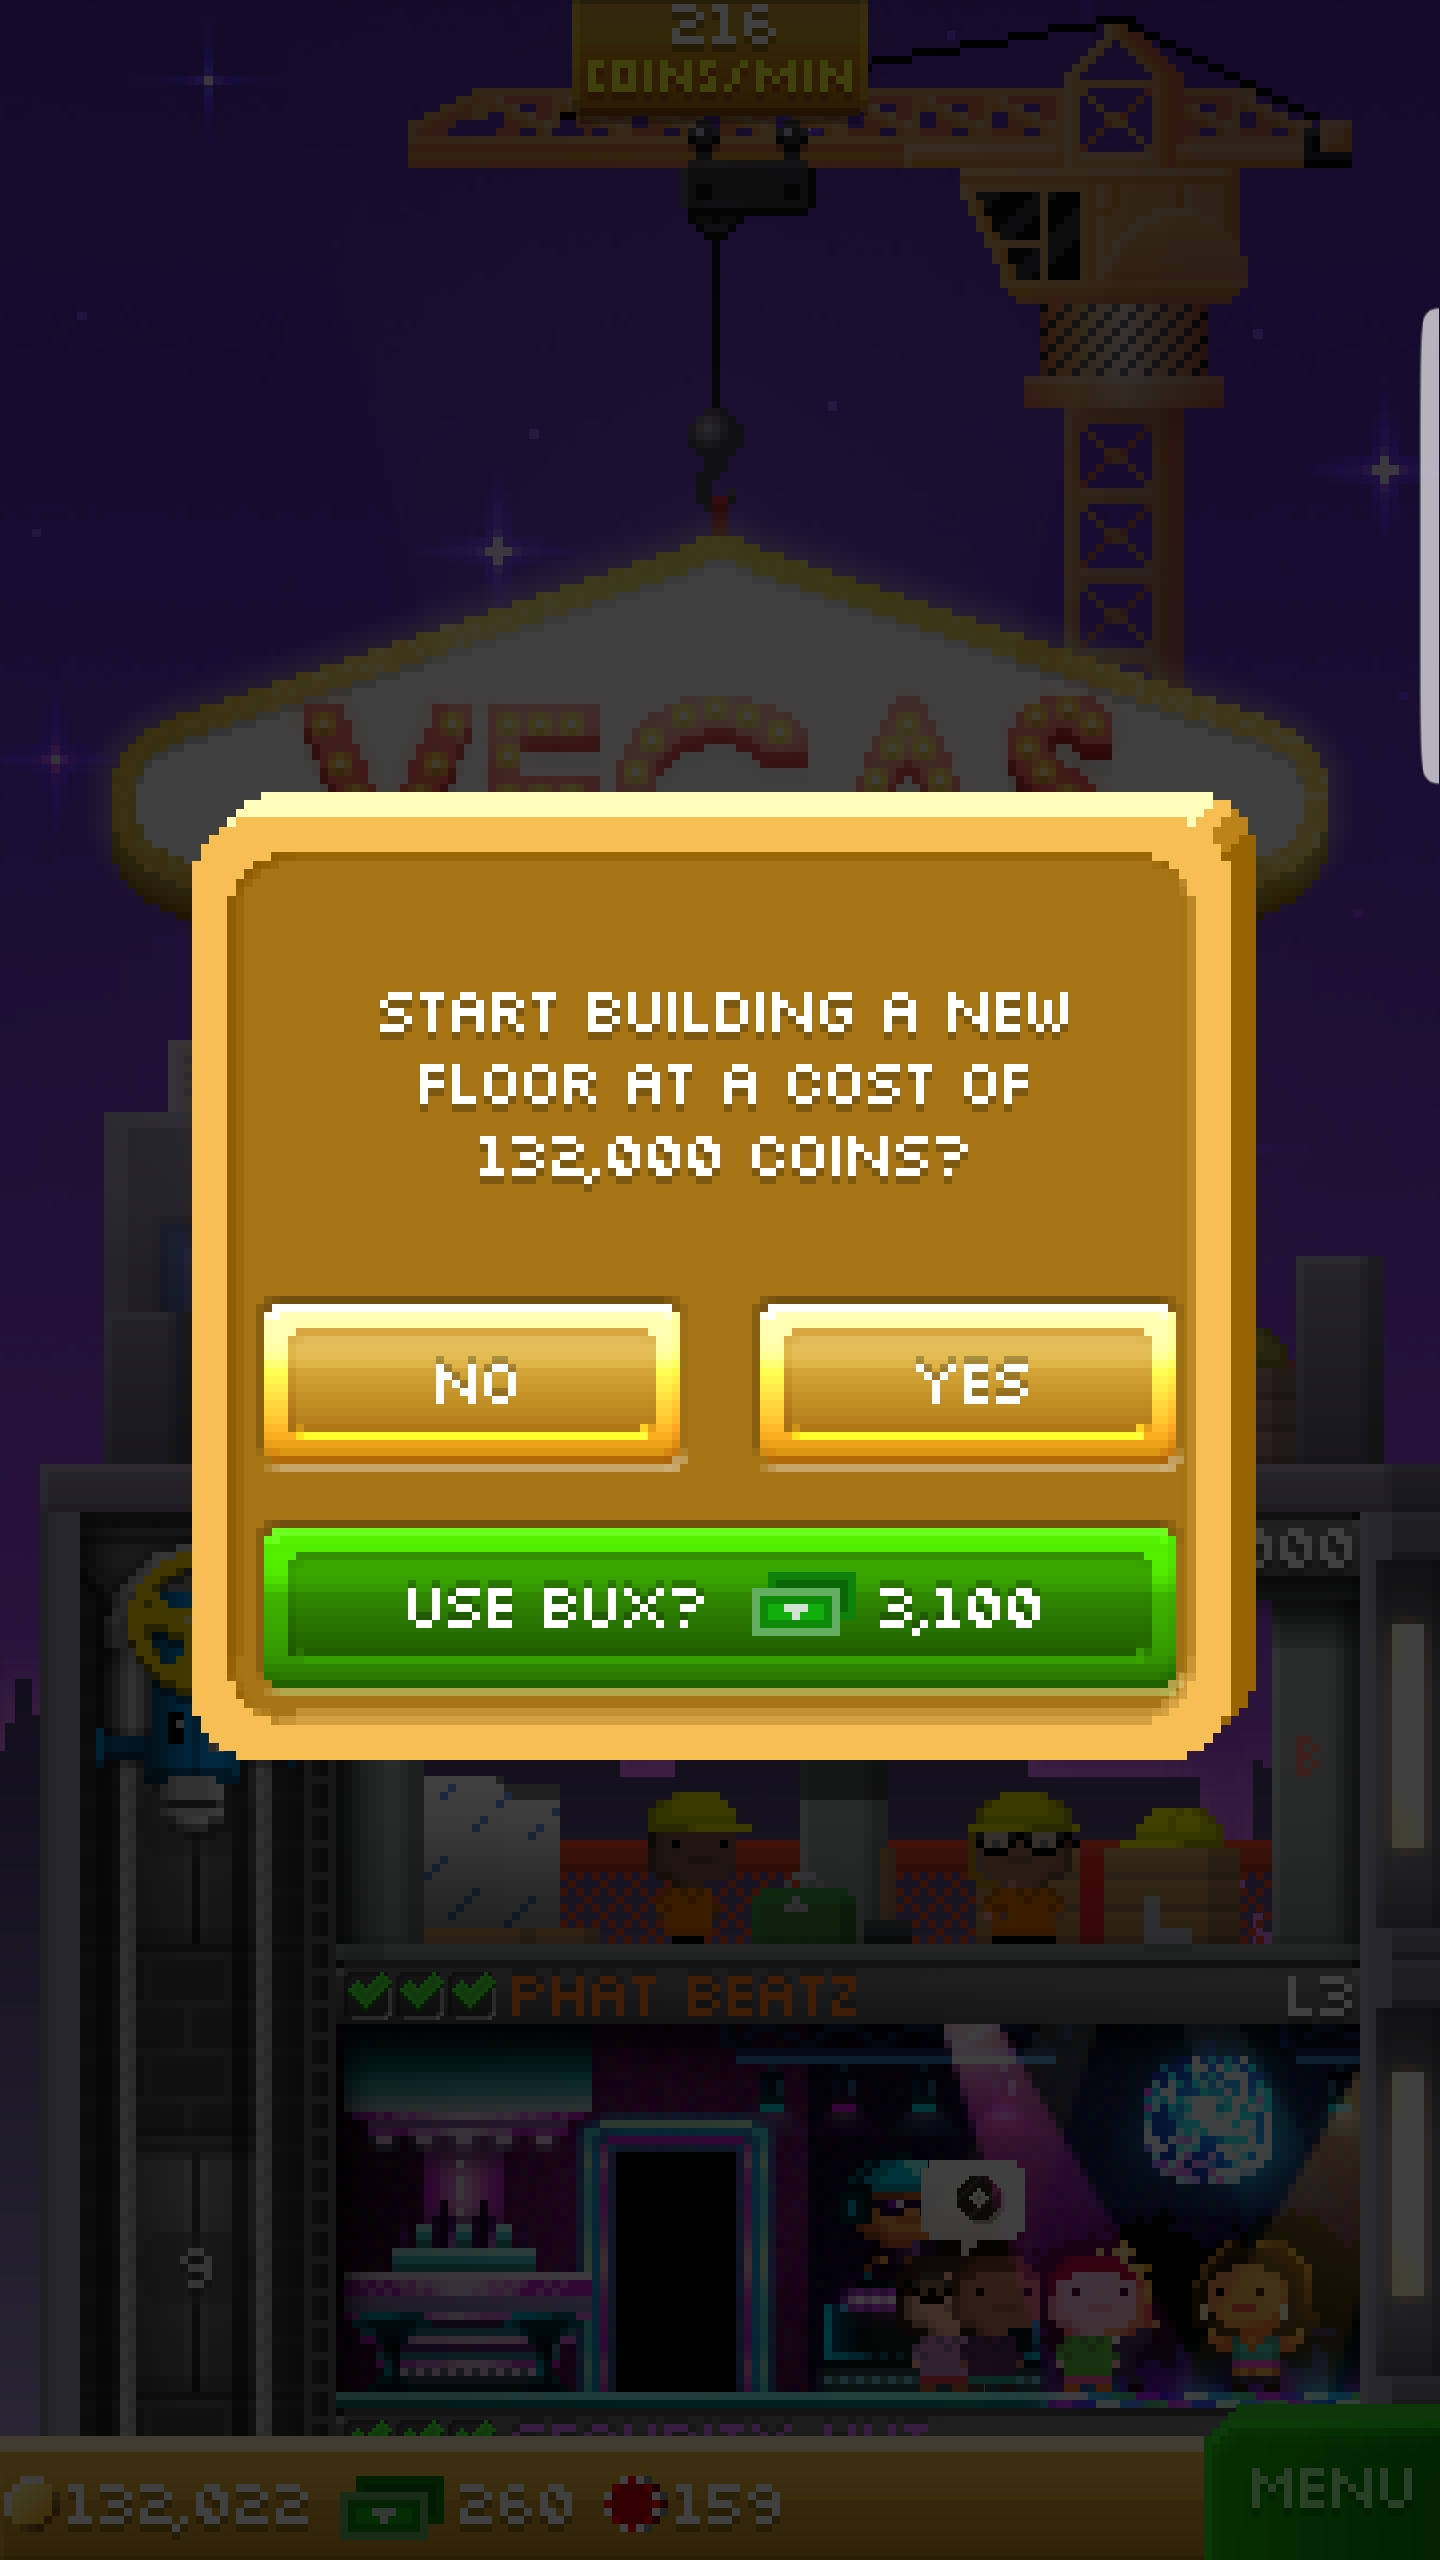 216
COINS/MIN
VEGAS
START BUILDING A NEW
FLOOR AT A COST OF
132,000 COINS?
NO
YES
USE BUX? 3,100
000
B
PHAT BEATZ
L3
9
132,022 260 159
MENU